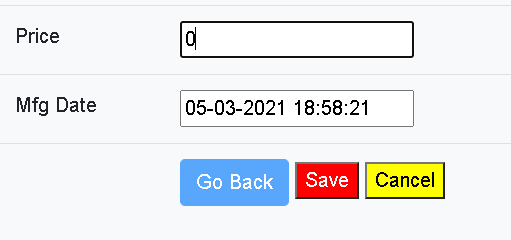 Price
0
Mfg Date
05-03-2021 18:58:21
Go Back
Save
Cancel